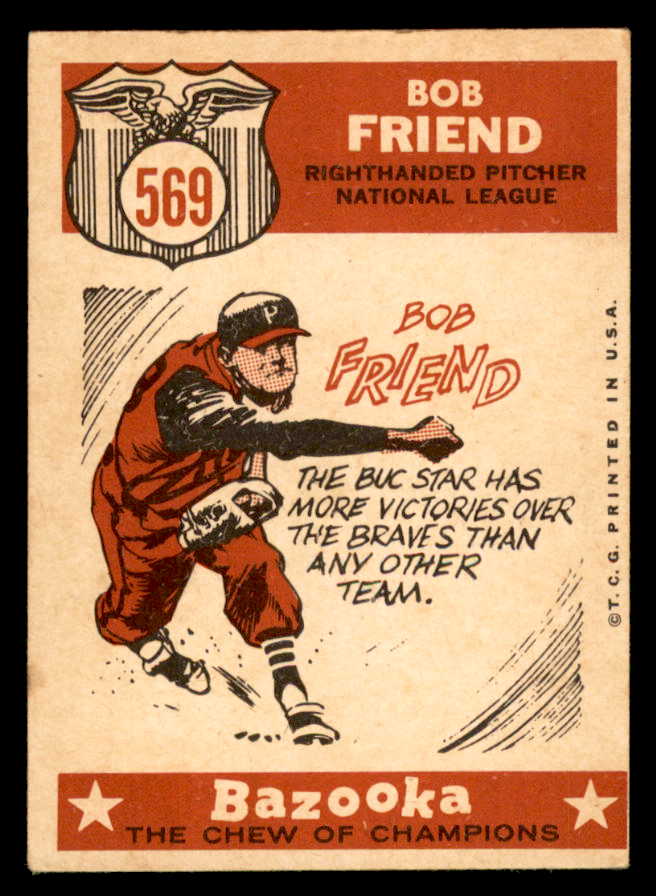 569
BOB
FRIEND
RIGHTHANDED PITCHER
NATIONAL LEAGUE
P
BOB
FRIEND
THE BUC STAR HAS
MORE VICTORIES OVER
THE BRAVES THAN
ANY OTHER
TEAM.
© T. C. G. PRINTED IN U. S. A.
Bazooka
THE CHEW OF CHAMPIONS